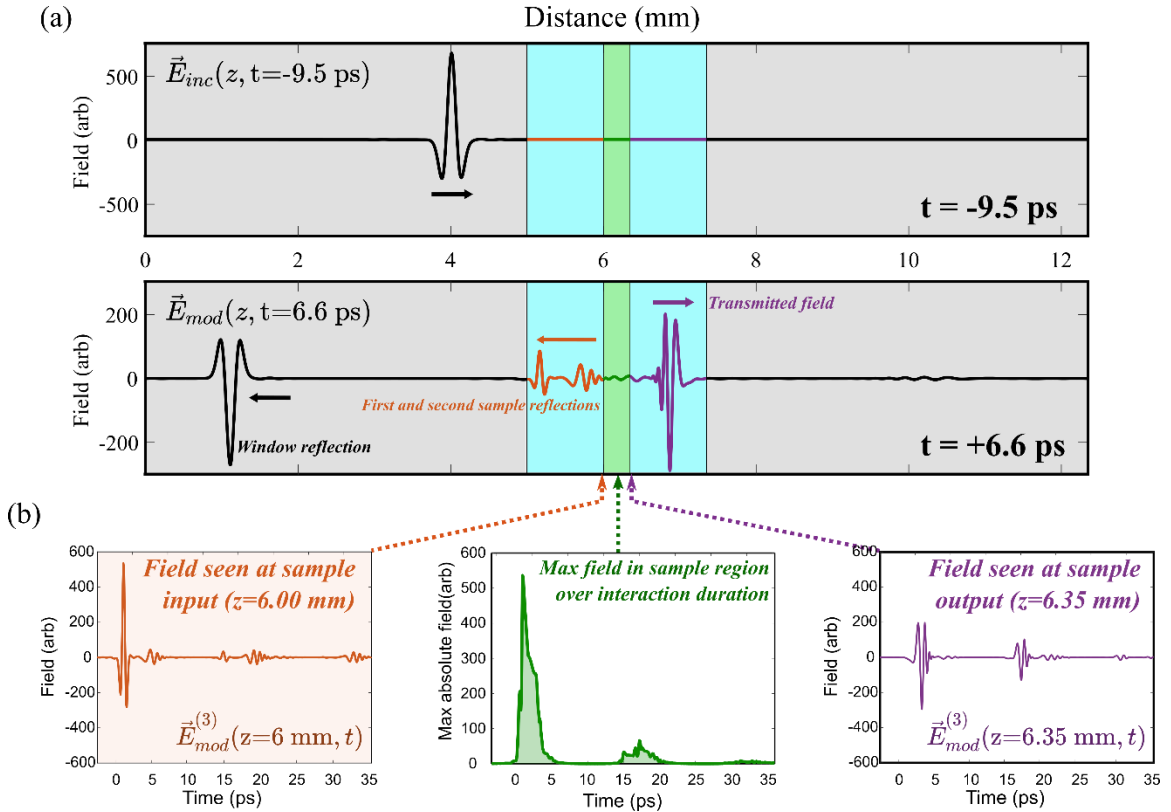 (a)
Distance (mm)
500
0
-500
Field (arb)
E⃗inc(z, t=-9.5 ps)
t = -9.5 ps
0 2 4 6 8 10 12
200
0
-200
Field (arb)
E⃗mod(z, t=6.6 ps)
Transmitted field
First and second sample reflections
Window reflection
t = +6.6 ps
(b)
600
400
200
0
-200
-400
-600
Field (arb)
Field seen at sample
input (z=6.00 mm)
E⃗(3)mod(z=6 mm, t)
0 5 10 15 20 25 30 35
Time (ps)
600
500
400
300
200
100
0
Max absolute field(arb)
Max field in sample region
over interaction duration
0 5 10 15 20 25 30 35
Time (ps)
600
400
200
0
-200
-400
-600
Field (arb)
Field seen at sample
output (z=6.35 mm)
E⃗(3)mod(z=6.35 mm, t)
0 5 10 15 20 25 30 35
Time (ps)